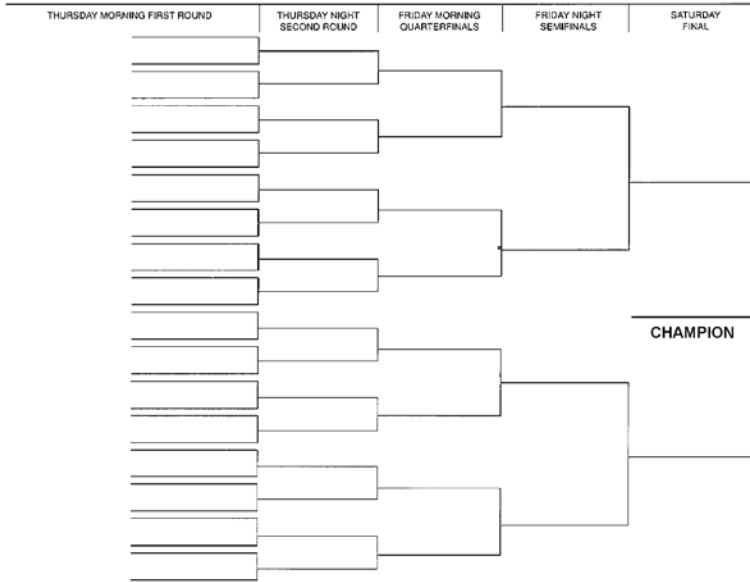 THURSDAY MORNING FIRST ROUND
THURSDAY NIGHT
SECOND ROUND
FRIDAY MORNING
QUARTERFINALS
FRIDAY NIGHT
SEMIFINALS
SATURDAY
FINAL
CHAMPION